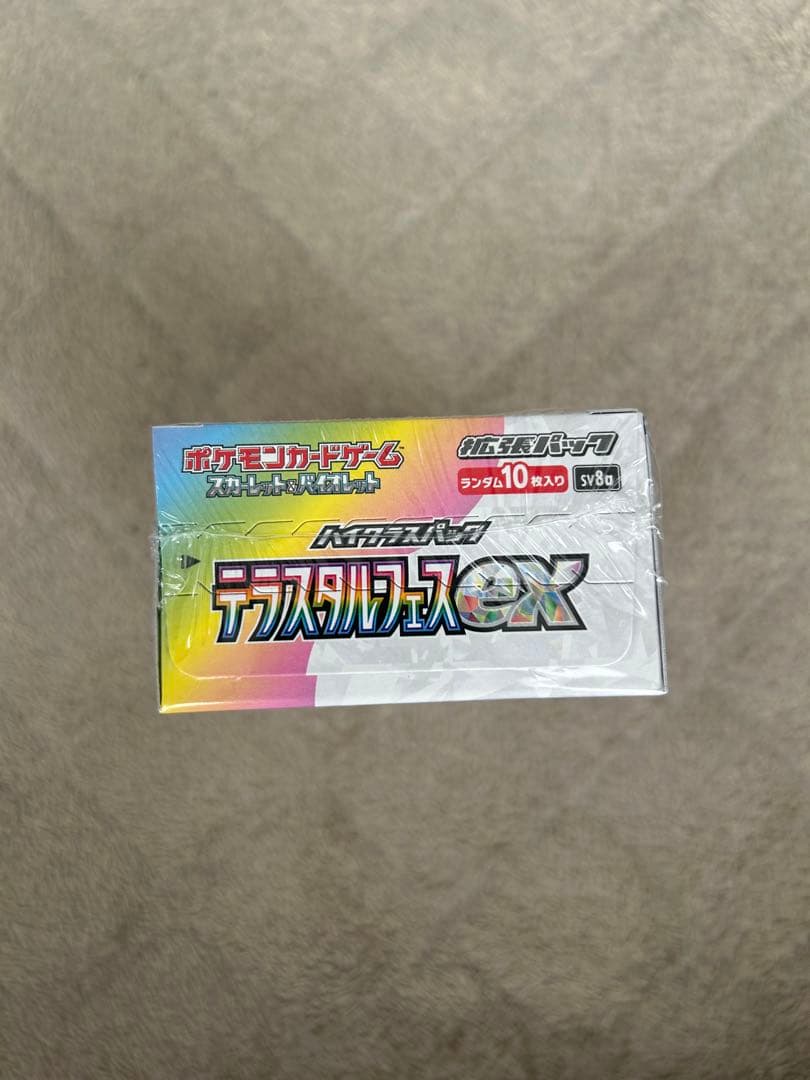 ポケモンカードゲーム™
スカーレット&バイオレット
拡張パック
ランダム10枚入り
SV8a
ハイクラスパック
テラスタルフェスex